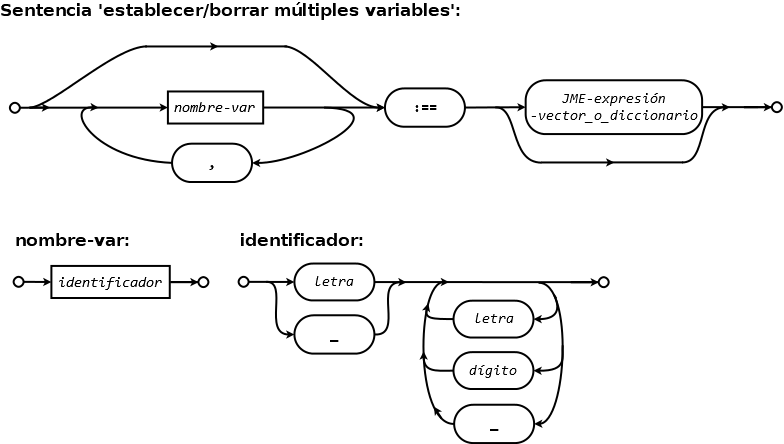 Sentencia 'establecer/borrar múltiples variables':
nombre-var
:==
JME-expresión
-vector_o_diccionario
,
nombre-var:
identificador:
identificador
letra
_
letra
dígito
_